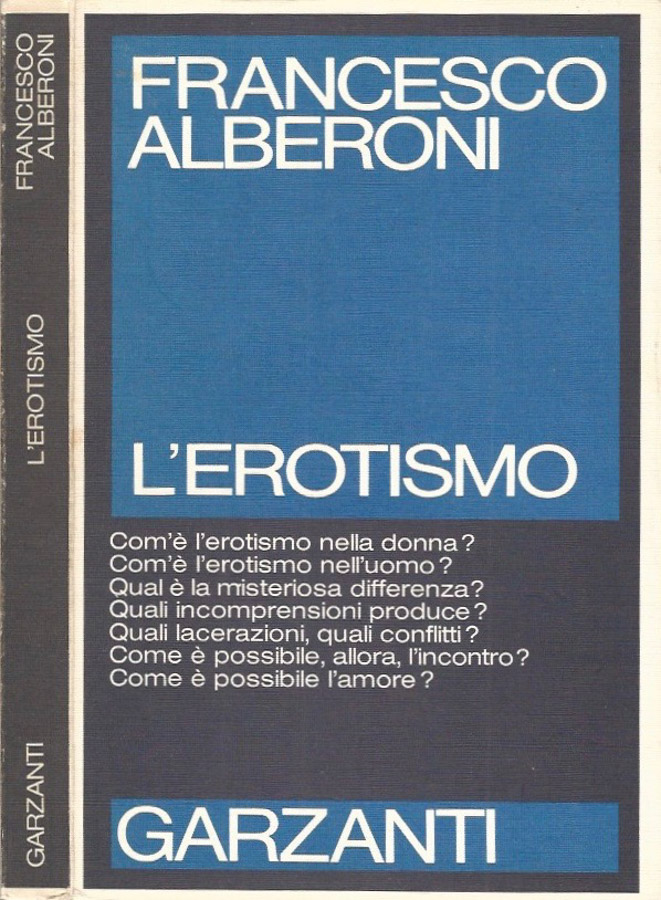 FRANCESCO
ALBERONI
L'EROTISMO
GARZANTI
FRANCESCO
ALBERONI
L'EROTISMO
Com'è l'erotismo nella donna?
Com'è l'erotismo nell'uomo?
Qual è la misteriosa differenza?
Quali incomprensioni produce?
Quali lacerazioni, quali conflitti?
Come è possibile, allora, l'incontro?
Come è possibile l'amore?
GARZANTI